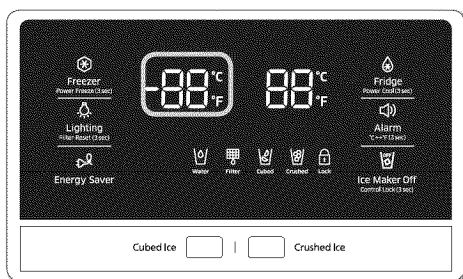 Freezer
Power Freeze (3 sec)
Lighting
Filter Reset (3 sec)
Energy Saver
-88 °C °F
88 °C °F
Water Filter Cubed Crushed Lock
Fridge
Power Cool (3 sec)
Alarm
°C↔°F (3 sec)
OFF
Ice Maker Off
Control Lock (3 sec)
Cubed Ice | Crushed Ice